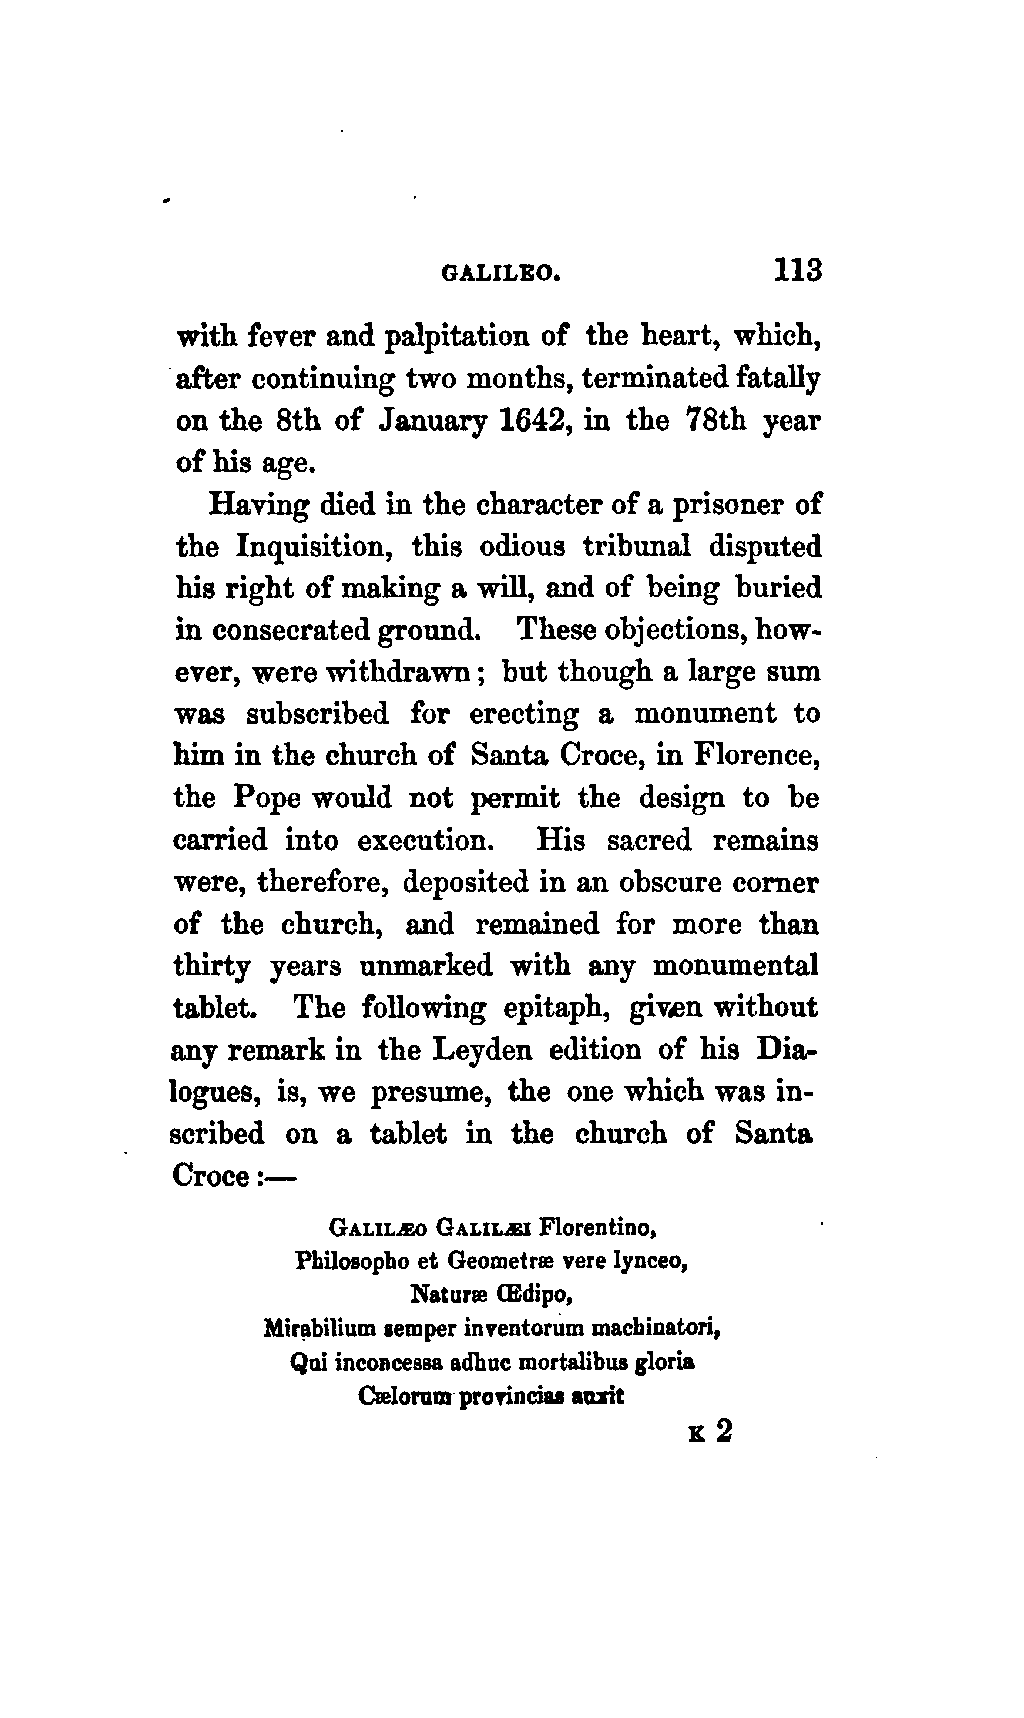 GALILEO. 113
with fever and palpitation of the heart, which,
after continuing two months, terminated fatally
on the 8th of January 1642, in the 78th year
of his age.
Having died in the character of a prisoner of
the Inquisition, this odious tribunal disputed
his right of making a will, and of being buried
in consecrated ground. These objections, how-
ever, were withdrawn; but though a large sum
was subscribed for erecting a monument to
him in the church of Santa Croce, in Florence,
the Pope would not permit the design to be
carried into execution. His sacred remains
were, therefore, deposited in an obscure corner
of the church, and remained for more than
thirty years unmarked with any monumental
tablet. The following epitaph, given without
any remark in the Leyden edition of his Dia-
logues, is, we presume, the one which was in-
scribed on a tablet in the church of Santa
Croce:—
GALILÆO GALILÆI Florentino,
Philosopho et Geometræ vere lynceo,
Naturæ Œdipo,
Mirabilium semper inventorum machinatori,
Qui inconcessa adhuc mortalibus gloria
Cælorum provincias auxit
K 2